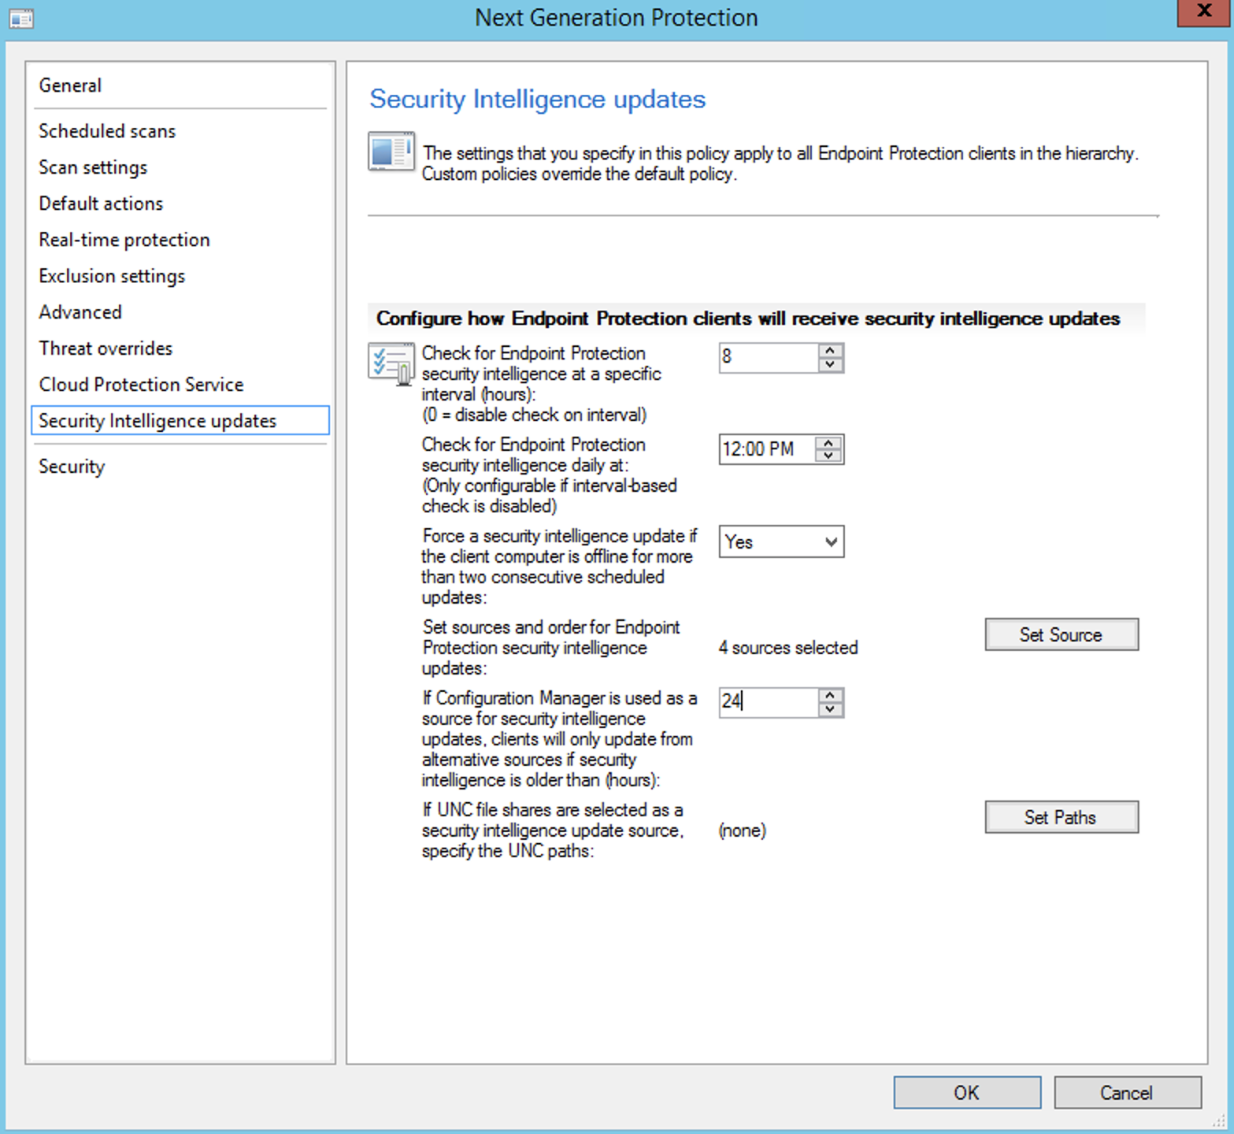 Next Generation Protection
X
General
Scheduled scans
Scan settings
Default actions
Real-time protection
Exclusion settings
Advanced
Threat overrides
Cloud Protection Service
Security Intelligence updates
Security
Security Intelligence updates
The settings that you specify in this policy apply to all Endpoint Protection clients in the hierarchy.
Custom policies override the default policy.
Configure how Endpoint Protection clients will receive security intelligence updates
Check for Endpoint Protection
security intelligence at a specific
interval (hours):
(0 = disable check on interval)
8
Check for Endpoint Protection
security intelligence daily at:
(Only configurable if interval-based
check is disabled)
12:00 PM
Force a security intelligence update if
the client computer is offline for more
than two consecutive scheduled
updates:
Yes
Set sources and order for Endpoint
Protection security intelligence
updates:
4 sources selected
Set Source
If Configuration Manager is used as a
source for security intelligence
updates, clients will only update from
alternative sources if security
intelligence is older than (hours):
24
If UNC file shares are selected as a
security intelligence update source,
specify the UNC paths:
(none)
Set Paths
OK
Cancel